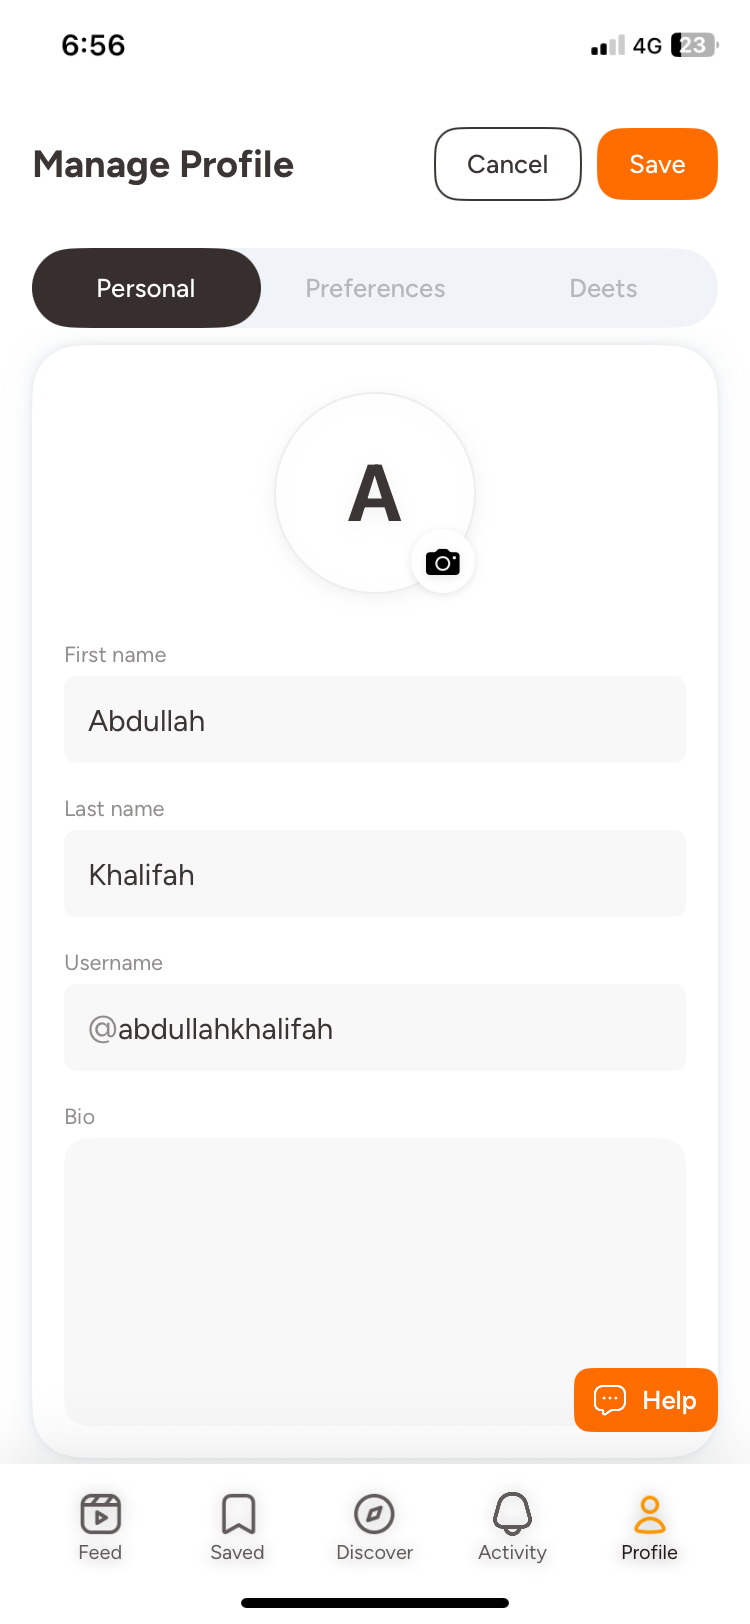 6:56
4G 23
Manage Profile
Cancel
Save
Personal
Preferences
Deets
A
First name
Abdullah
Last name
Khalifah
Username
@abdullahkhalifah
Bio
Help
Feed
Saved
Discover
Activity
Profile